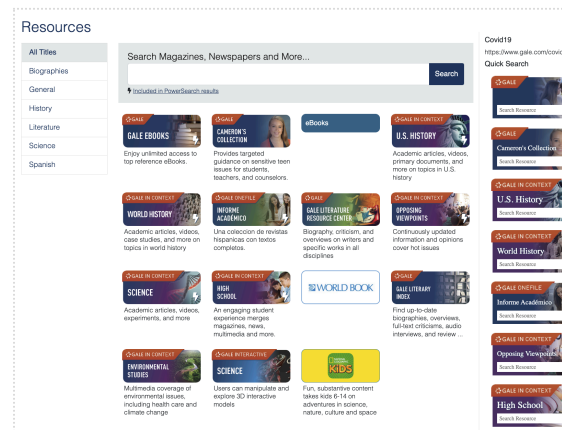 Resources
All Titles
Biographies
General
History
Literature
Science
Spanish
Search Magazines, Newspapers and More...
Search
Included in PowerSearch results
GALE
GALE EBOOKS
Enjoy unlimited access to
top reference eBooks.
GALE
CAMERON'S
COLLECTION
Provides targeted
guidance on sensitive teen
issues for students,
teachers, and counselors.
eBooks
GALE IN CONTEXT
U.S. HISTORY
Academic articles, videos,
primary documents, and
more on topics in U.S.
history
GALE IN CONTEXT
WORLD HISTORY
Academic articles, videos,
case studies, and more on
topics in world history
GALE ONEFILE
INFORME
ACADÉMICO
Una coleccion de revistas
hispanicas con textos
completos.
GALE
GALE LITERATURE
RESOURCE CENTER
Biography, criticism, and
overviews on writers and
specific works in all
disciplines
GALE IN CONTEXT
OPPOSING
VIEWPOINTS
Continuously updated
information and opinions
cover hot issues
GALE IN CONTEXT
SCIENCE
Academic articles, videos,
experiments, and more
GALE IN CONTEXT
HIGH
SCHOOL
An engaging student
experience merges
magazines, news,
multimedia and more.
WORLD BOOK
GALE
GALE LITERARY
INDEX
Find up-to-date
biographies, overviews,
full-text criticisms, audio
interviews, and review ...
GALE IN CONTEXT
ENVIRONMENTAL
STUDIES
Multimedia coverage of
environmental issues,
including health care and
climate change
GALE INTERACTIVE
SCIENCE
Users can manipulate and
explore 3D interactive
models
KIDS
Fun, substantive content
takes kids 6-14 on
adventures in science,
nature, culture and space
Covid19
https://www.gale.com/covid
Quick Search
GALE
Search Resource
GALE
Cameron's Collection
Search Resource
GALE IN CONTEXT
U.S. History
Search Resource
GALE IN CONTEXT
World History
Search Resource
GALE ONEFILE
Informe Académico
Search Resource
GALE IN CONTEXT
Opposing Viewpoints
Search Resource
GALE IN CONTEXT
High School
Search Resource